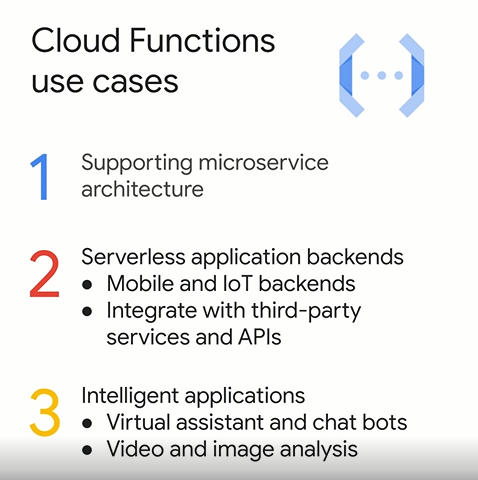 Cloud Functions
use cases
1 Supporting microservice
architecture
2 Serverless application backends
● Mobile and IoT backends
● Integrate with third-party
services and APIs
3 Intelligent applications
● Virtual assistant and chat bots
● Video and image analysis